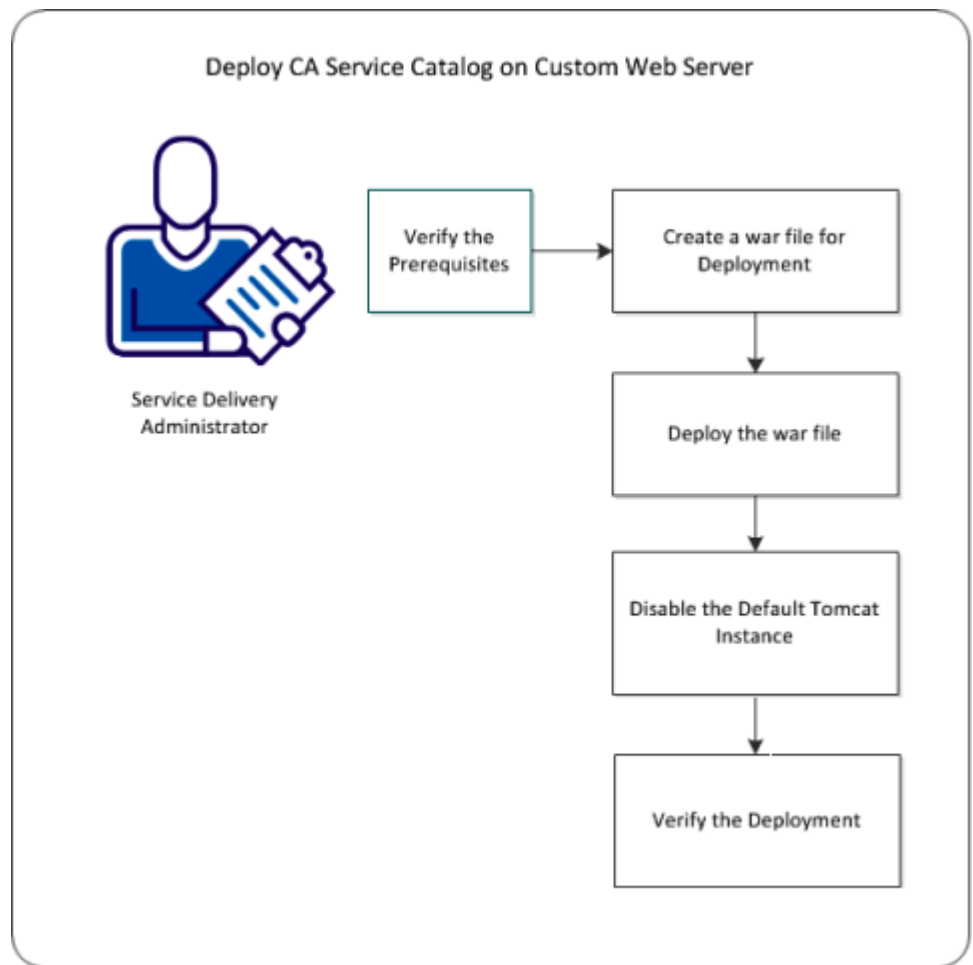 Deploy CA Service Catalog on Custom Web Server
Service Delivery
Administrator
Verify the
Prerequisites
Create a war file for
Deployment
Deploy the war file
Disable the Default Tomcat
Instance
Verify the Deployment